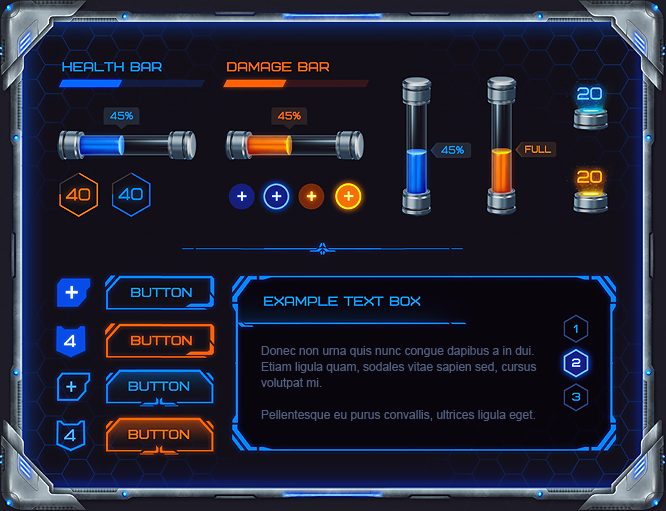 HEALTH BAR
DAMAGE BAR
45%
45%
20
45%
FULL
40
40
20
BUTTON
4
BUTTON
BUTTON
4
BUTTON
EXAMPLE TEXT BOX
Donec non urna quis nunc congue dapibus a in dui.
Etiam ligula quam, sodales vitae sapien sed, cursus
volutpat mi.
Pellentesque eu purus convallis, ultrices ligula eget.
1
2
3